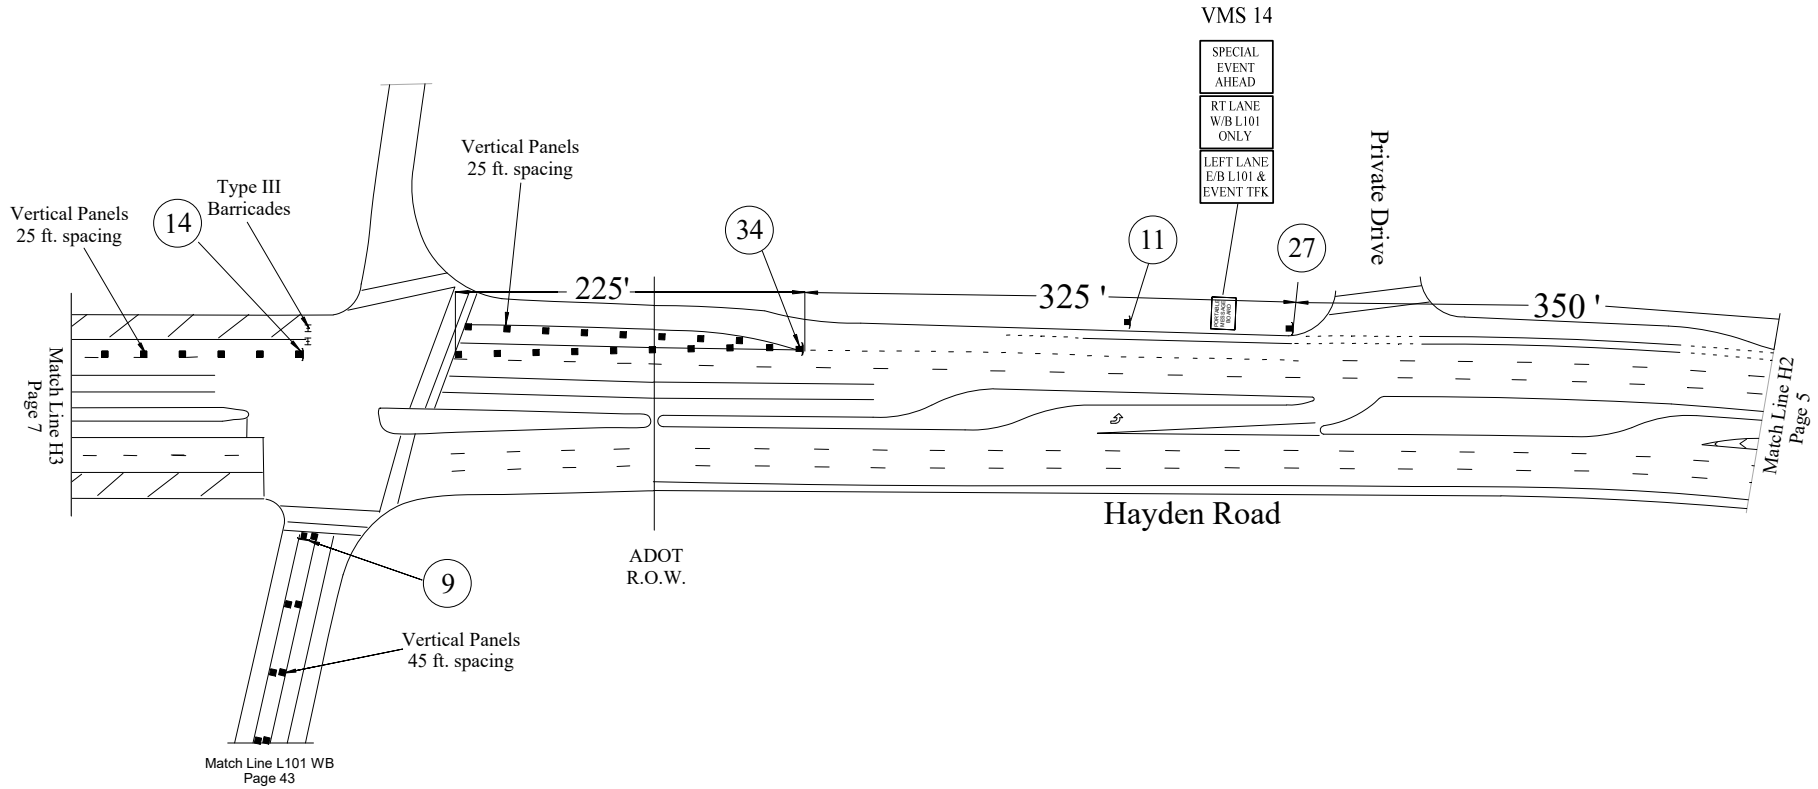 VMS 14
SPECIAL
EVENT
AHEAD
RT LANE
W/B L101
ONLY
LEFT LANE
E/B L101 &
EVENT TFK
Private Drive
Vertical Panels
25 ft. spacing
Type III
Barricades
Vertical Panels
25 ft. spacing
14
34
11
27
225'
325 '
350 '
PORTABLE
MESSAGE
BOARD
Match Line H3
Page 7
Match Line H2
Page 5
Hayden Road
ADOT
R.O.W.
9
Vertical Panels
45 ft. spacing
Match Line L101 WB
Page 43